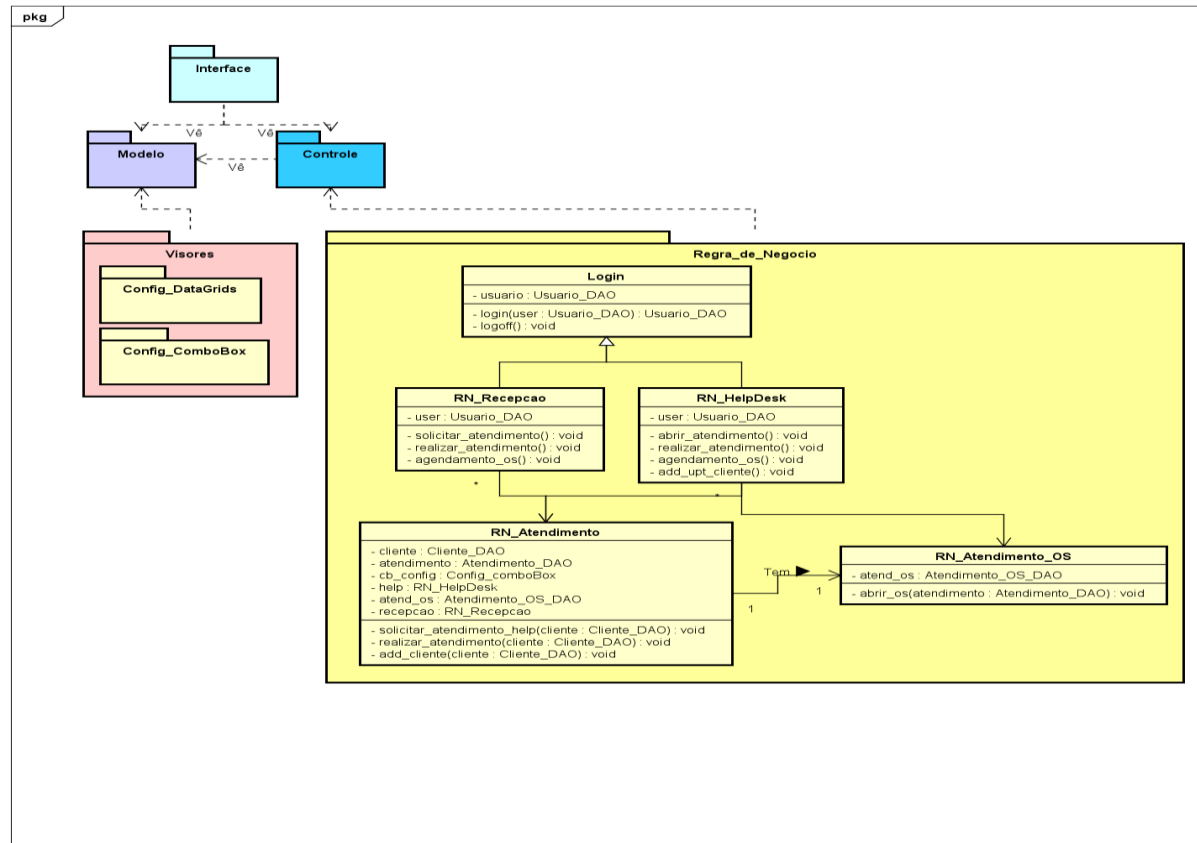 pkg
Interface
Vê
Vê
Modelo
Controle
Vê
Visores
Config_DataGrids
Config_ComboBox
Regra_de_Negocio
Login
- usuario : Usuario_DAO
- login(user : Usuario_DAO) : Usuario_DAO
- logoff() : void
RN_Recepcao
- user : Usuario_DAO
- solicitar_atendimento() : void
- realizar_atendimento() : void
- agendamento_os() : void
RN_HelpDesk
- user : Usuario_DAO
- abrir_atendimento() : void
- realizar_atendimento() : void
- agendamento_os() : void
- add_upt_cliente() : void
*
*
RN_Atendimento
- cliente : Cliente_DAO
- atendimento : Atendimento_DAO
- cb_config : Config_comboBox
- help : RN_HelpDesk
- atend_os : Atendimento_OS_DAO
- recepcao : RN_Recepcao
- solicitar_atendimento_help(cliente : Cliente_DAO) : void
- realizar_atendimento(cliente : Cliente_DAO) : void
- add_cliente(cliente : Cliente_DAO) : void
Tem
1
1
RN_Atendimento_OS
- atend_os : Atendimento_OS_DAO
- abrir_os(atendimento : Atendimento_DAO) : void